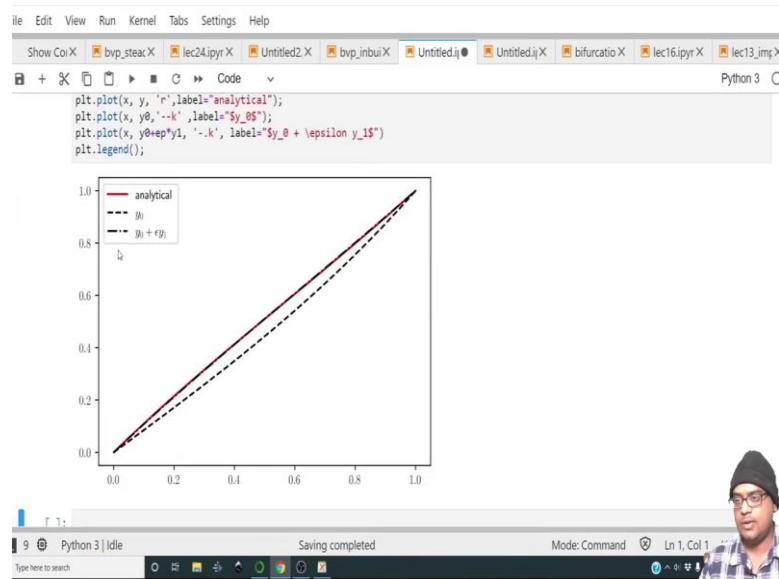 ile Edit View Run Kernel Tabs Settings Help
Show Co X bvp_stead X lec24.ipyr X Untitled2. X bvp_inbui X Untitled.ij Untitled.ij X bifurcatio X lec16.ipyr X lec13_imp X
Code Python 3
plt.plot(x, y, 'r',label="analytical");
plt.plot(x, y0,'--k' ,label="$y_0$");
plt.plot(x, y0+ep*y1, '-.k', label="$y_0 + \epsilon y_1$")
plt.legend();
1.0
analytical
y₀
y₀ + ϵy₁
0.8
0.6
0.4
0.2
0.0
0.0 0.2 0.4 0.6 0.8 1.0
[ ]:
9 Python 3 | Idle Saving completed Mode: Command Ln 1, Col 1
Type here to search